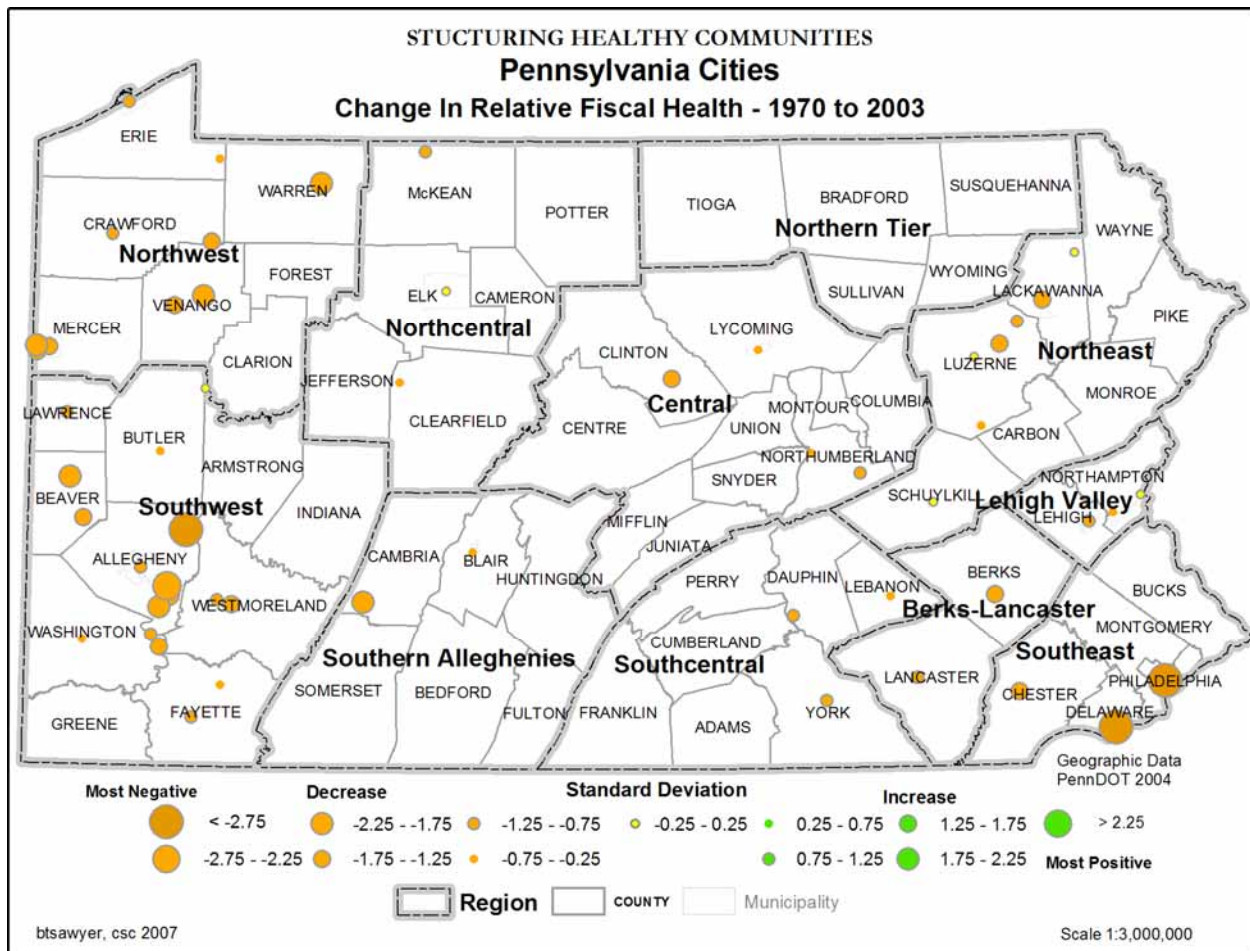 STUCTURING HEALTHY COMMUNITIES
Pennsylvania Cities
Change In Relative Fiscal Health - 1970 to 2003
ERIE
WARREN
McKEAN
POTTER
TIOGA
BRADFORD
SUSQUEHANNA
WAYNE
CRAWFORD
Northwest
Northern Tier
FOREST
ELK
CAMERON
WYOMING
SULLIVAN
LACKAWANNA
PIKE
MERCER
VENANGO
Northcentral
LYCOMING
CLARION
CLINTON
LUZERNE
Northeast
JEFFERSON
CLEARFIELD
Central
MONROE
LAWRENCE
BUTLER
ARMSTRONG
CENTRE
UNION
MONTOUR
COLUMBIA
CARBON
NORTHUMBERLAND
SNYDER
NORTHAMPTON
BEAVER
Southwest
INDIANA
SCHUYLKILL
Lehigh Valley
LEHIGH
MIFFLIN
JUNIATA
ALLEGHENY
CAMBRIA
BLAIR
HUNTINGDON
PERRY
DAUPHIN
LEBANON
BERKS
BUCKS
WESTMORELAND
Berks-Lancaster
MONTGOMERY
WASHINGTON
CUMBERLAND
Southern Alleghenies
Southcentral
Southeast
SOMERSET
BEDFORD
FULTON
FRANKLIN
ADAMS
YORK
LANCASTER
CHESTER
PHILADELPHIA
DELAWARE
GREENE
FAYETTE
Geographic Data
PennDOT 2004
Most Negative
Decrease
Standard Deviation
Increase
< -2.75
-2.25 - -1.75
-1.25 - -0.75
-0.25 - 0.25
0.25 - 0.75
1.25 - 1.75
> 2.25
-2.75 - -2.25
-1.75 - -1.25
-0.75 - -0.25
0.75 - 1.25
1.75 - 2.25
Most Positive
Region
COUNTY
Municipality
btsawyer, csc 2007
Scale 1:3,000,000